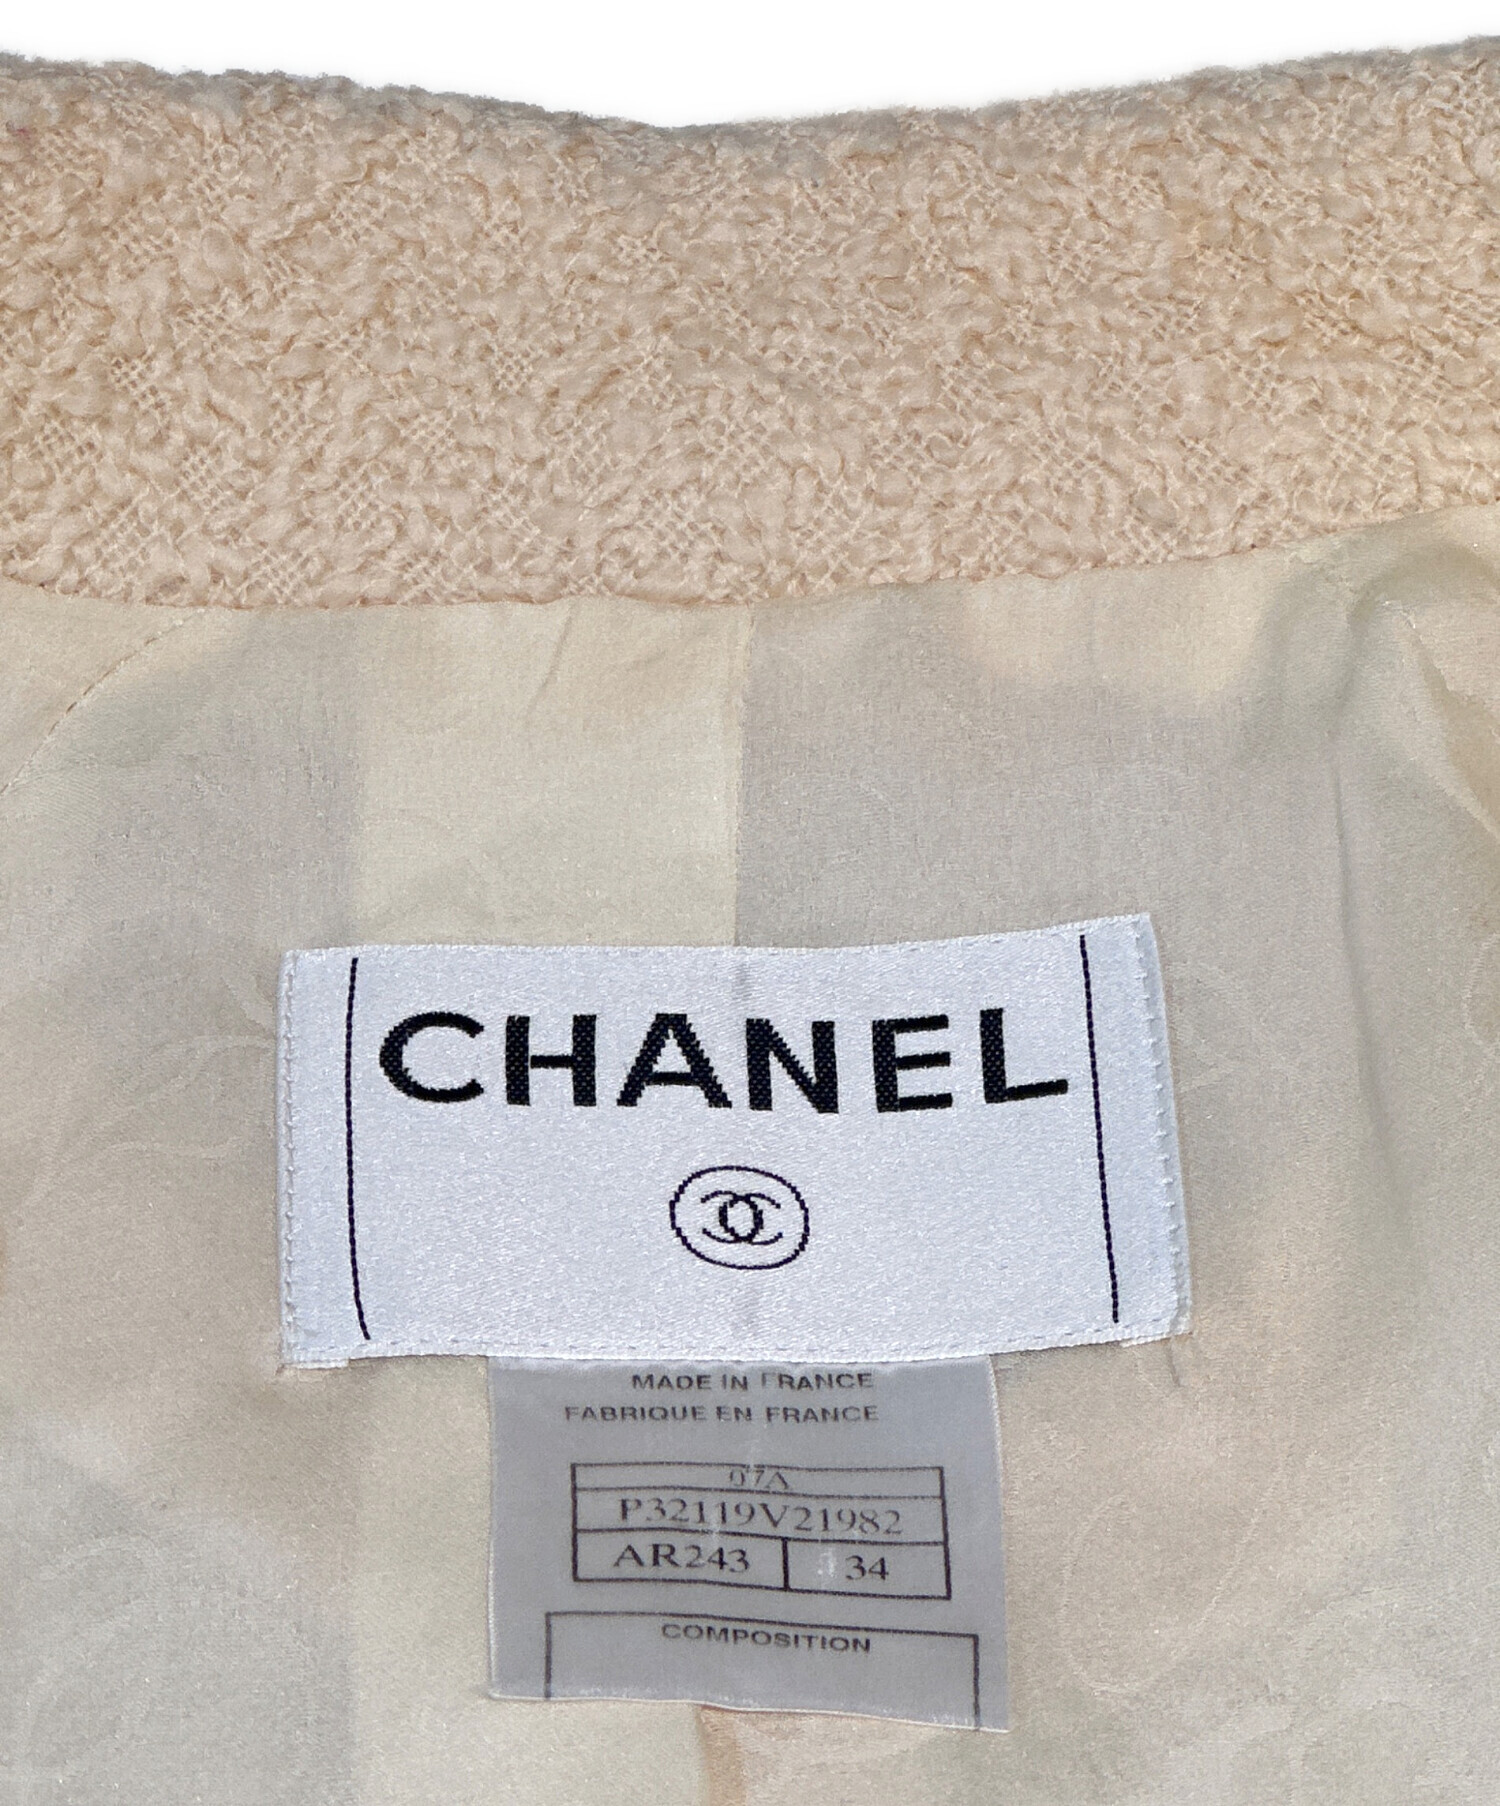 CHANEL
MADE IN FRANCE
FABRIQUE EN FRANCE
07A
P32119V21982
AR243 34
COMPOSITION